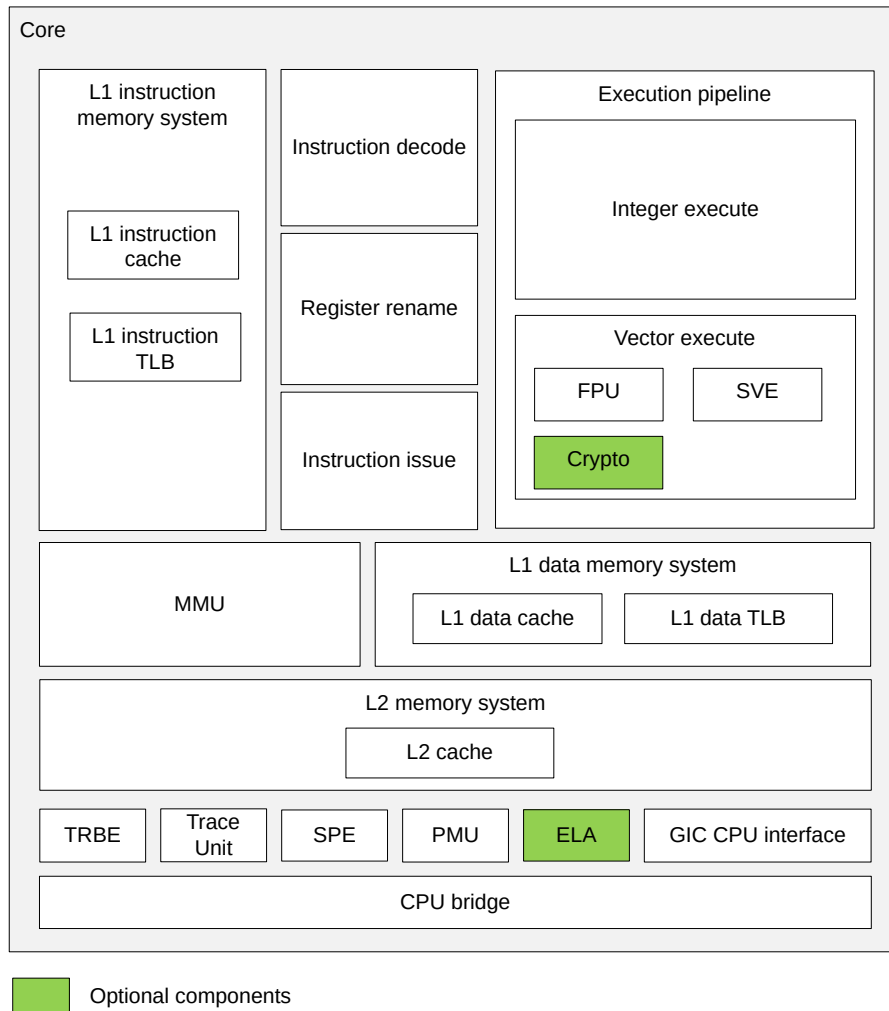 Core
L1 instruction
memory system
L1 instruction
cache
L1 instruction
TLB
Instruction decode
Register rename
Instruction issue
Execution pipeline
Integer execute
Vector execute
FPU
SVE
Crypto
MMU
L1 data memory system
L1 data cache
L1 data TLB
L2 memory system
L2 cache
TRBE
Trace
Unit
SPE
PMU
ELA
GIC CPU interface
CPU bridge
Optional components